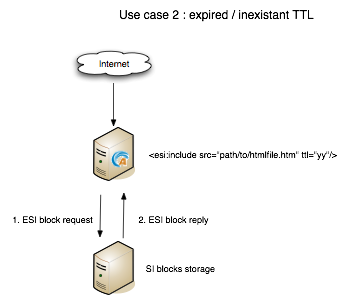 Use case 2 : expired / inexistant TTL
Internet
<esi:include src="path/to/htmlfile.htm" ttl="yy"/>
1. ESI block request
2. ESI block reply
SI blocks storage